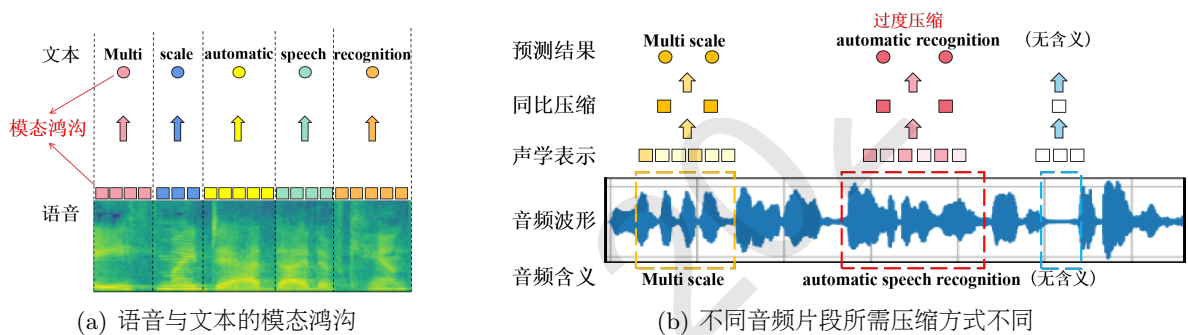 文本
Multi scale automatic speech recognition
模态鸿沟
语音
(a) 语音与文本的模态鸿沟
过度压缩
预测结果 Multi scale automatic recognition (无含义)
同比压缩
声学表示
音频波形
音频含义 Multi scale automatic speech recognition (无含义)
(b) 不同音频片段所需压缩方式不同